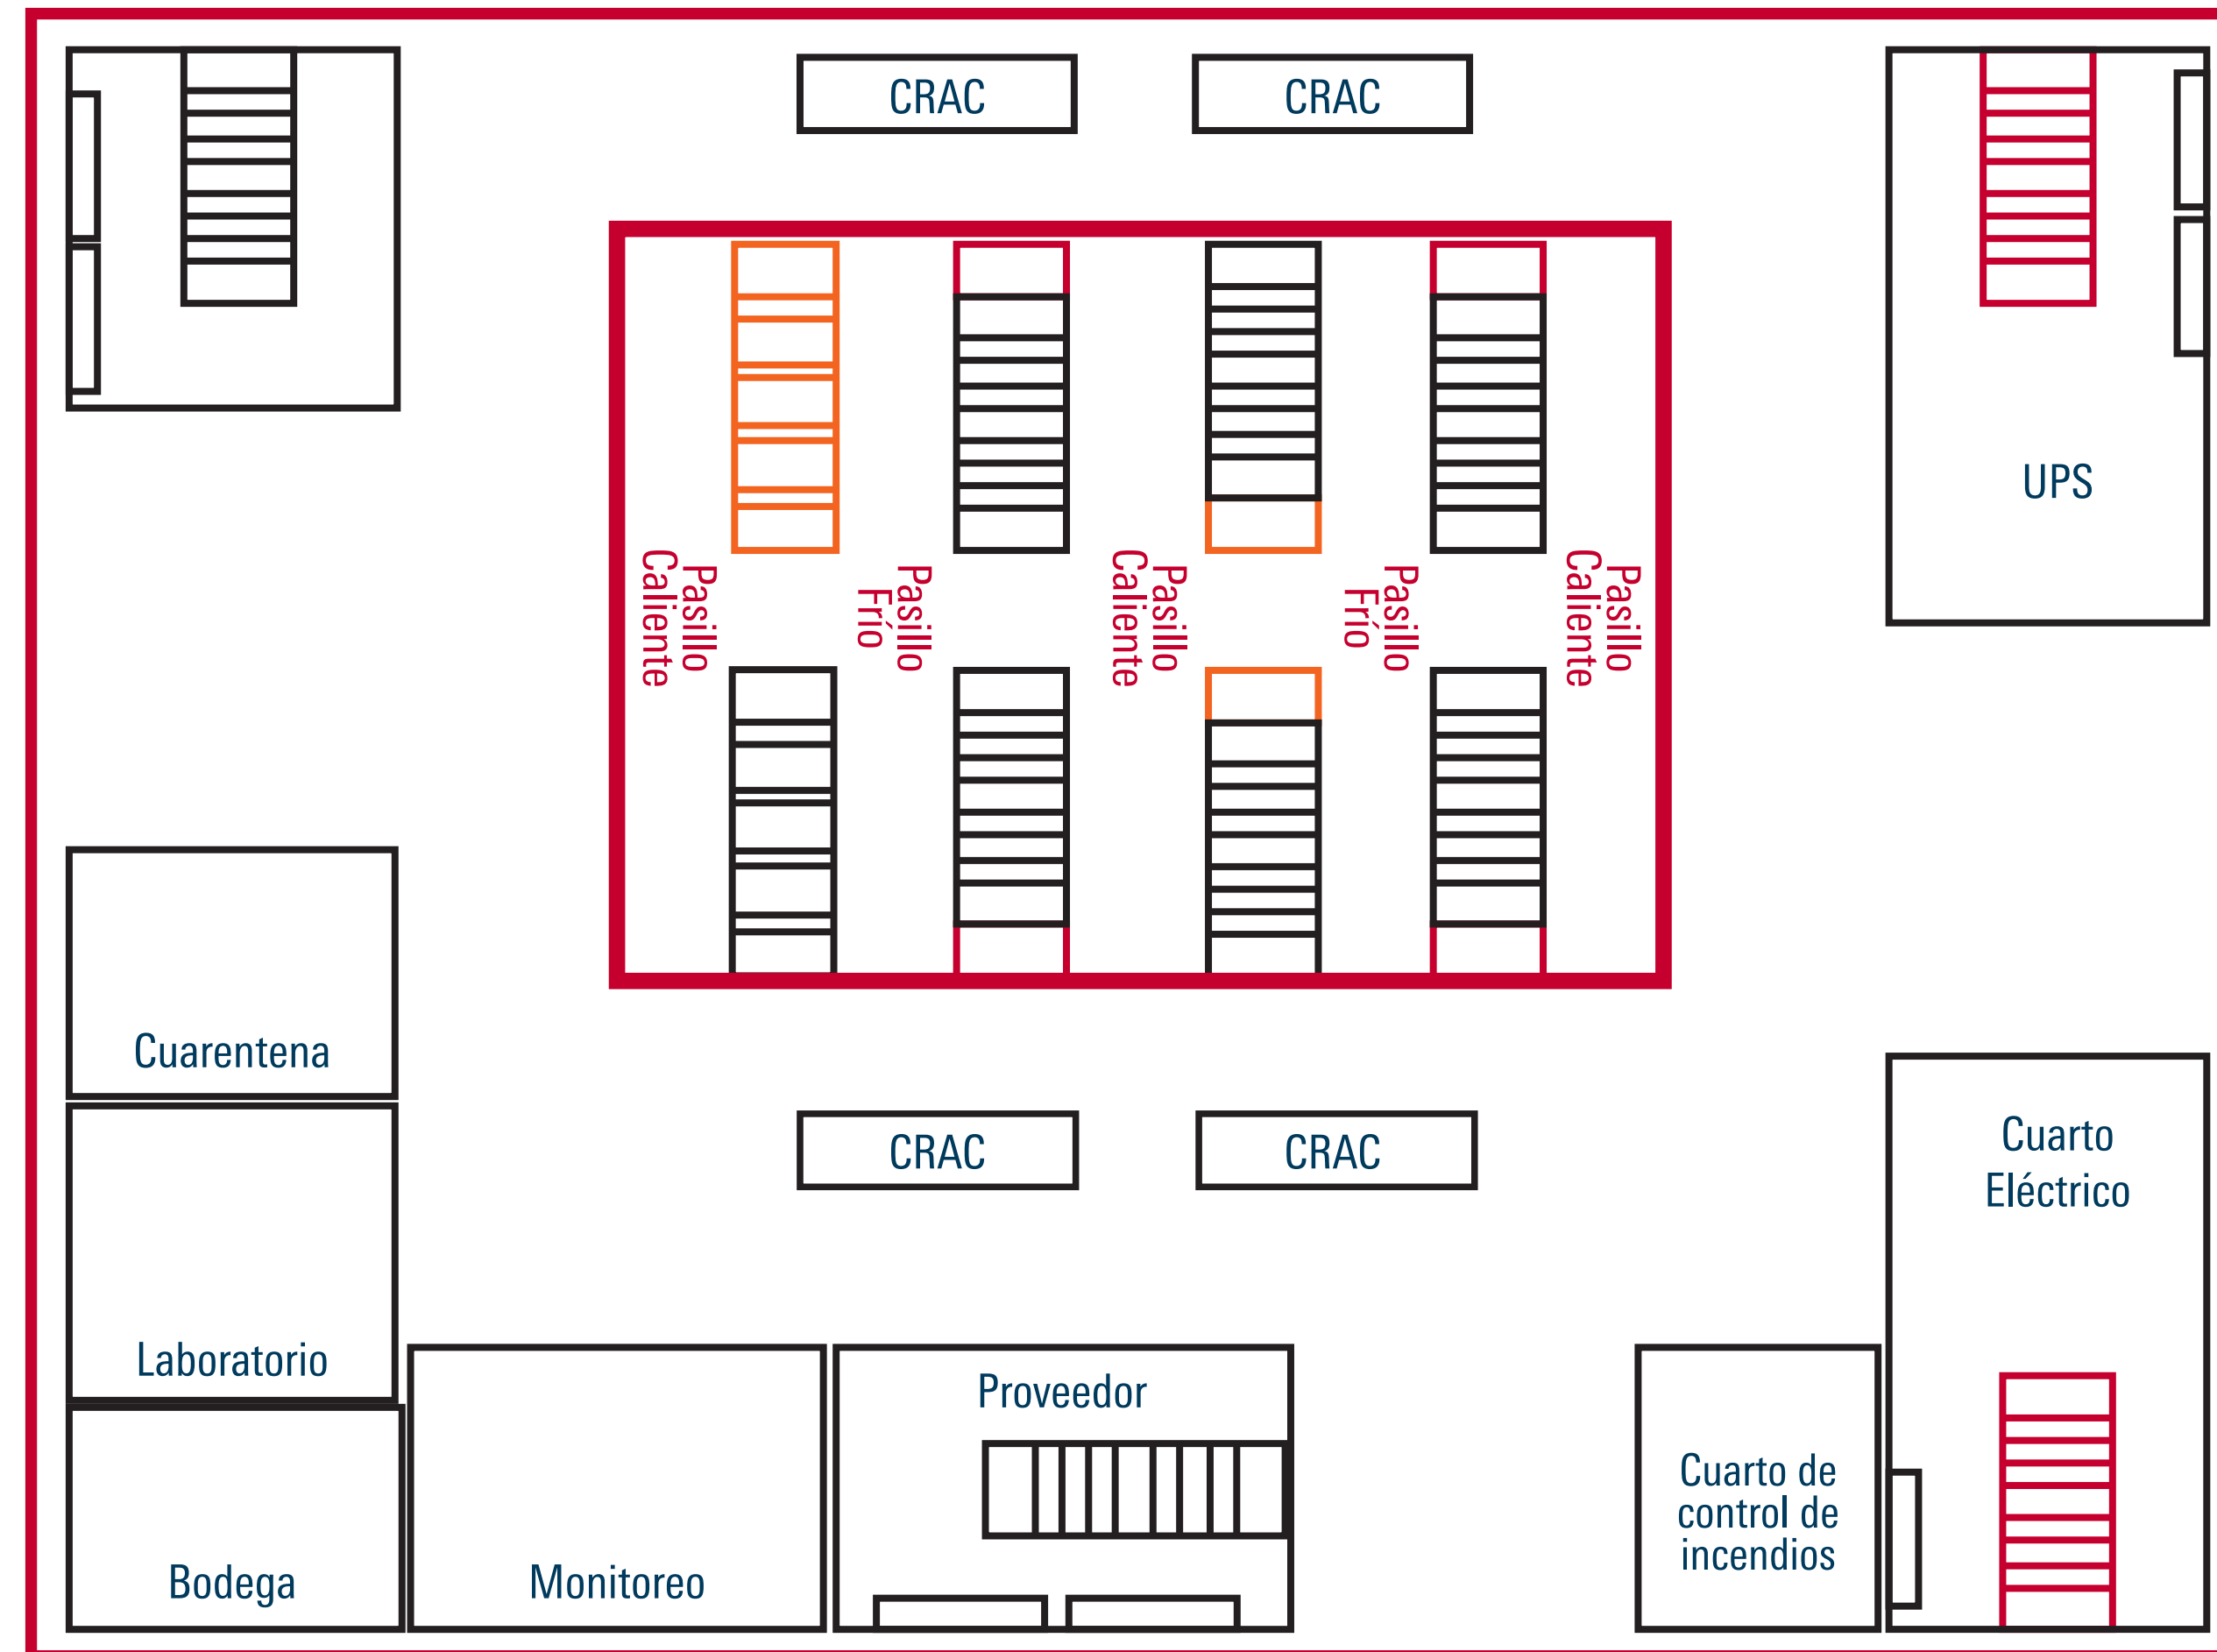 CRAC
CRAC
UPS
Pasillo
Caliente
Pasillo
Frío
Pasillo
Caliente
Pasillo
Frío
Pasillo
Caliente
Cuarentena
CRAC
CRAC
Cuarto
Eléctrico
Laboratorio
Proveedor
Cuarto de
control de
incendios
Bodega
Monitoreo